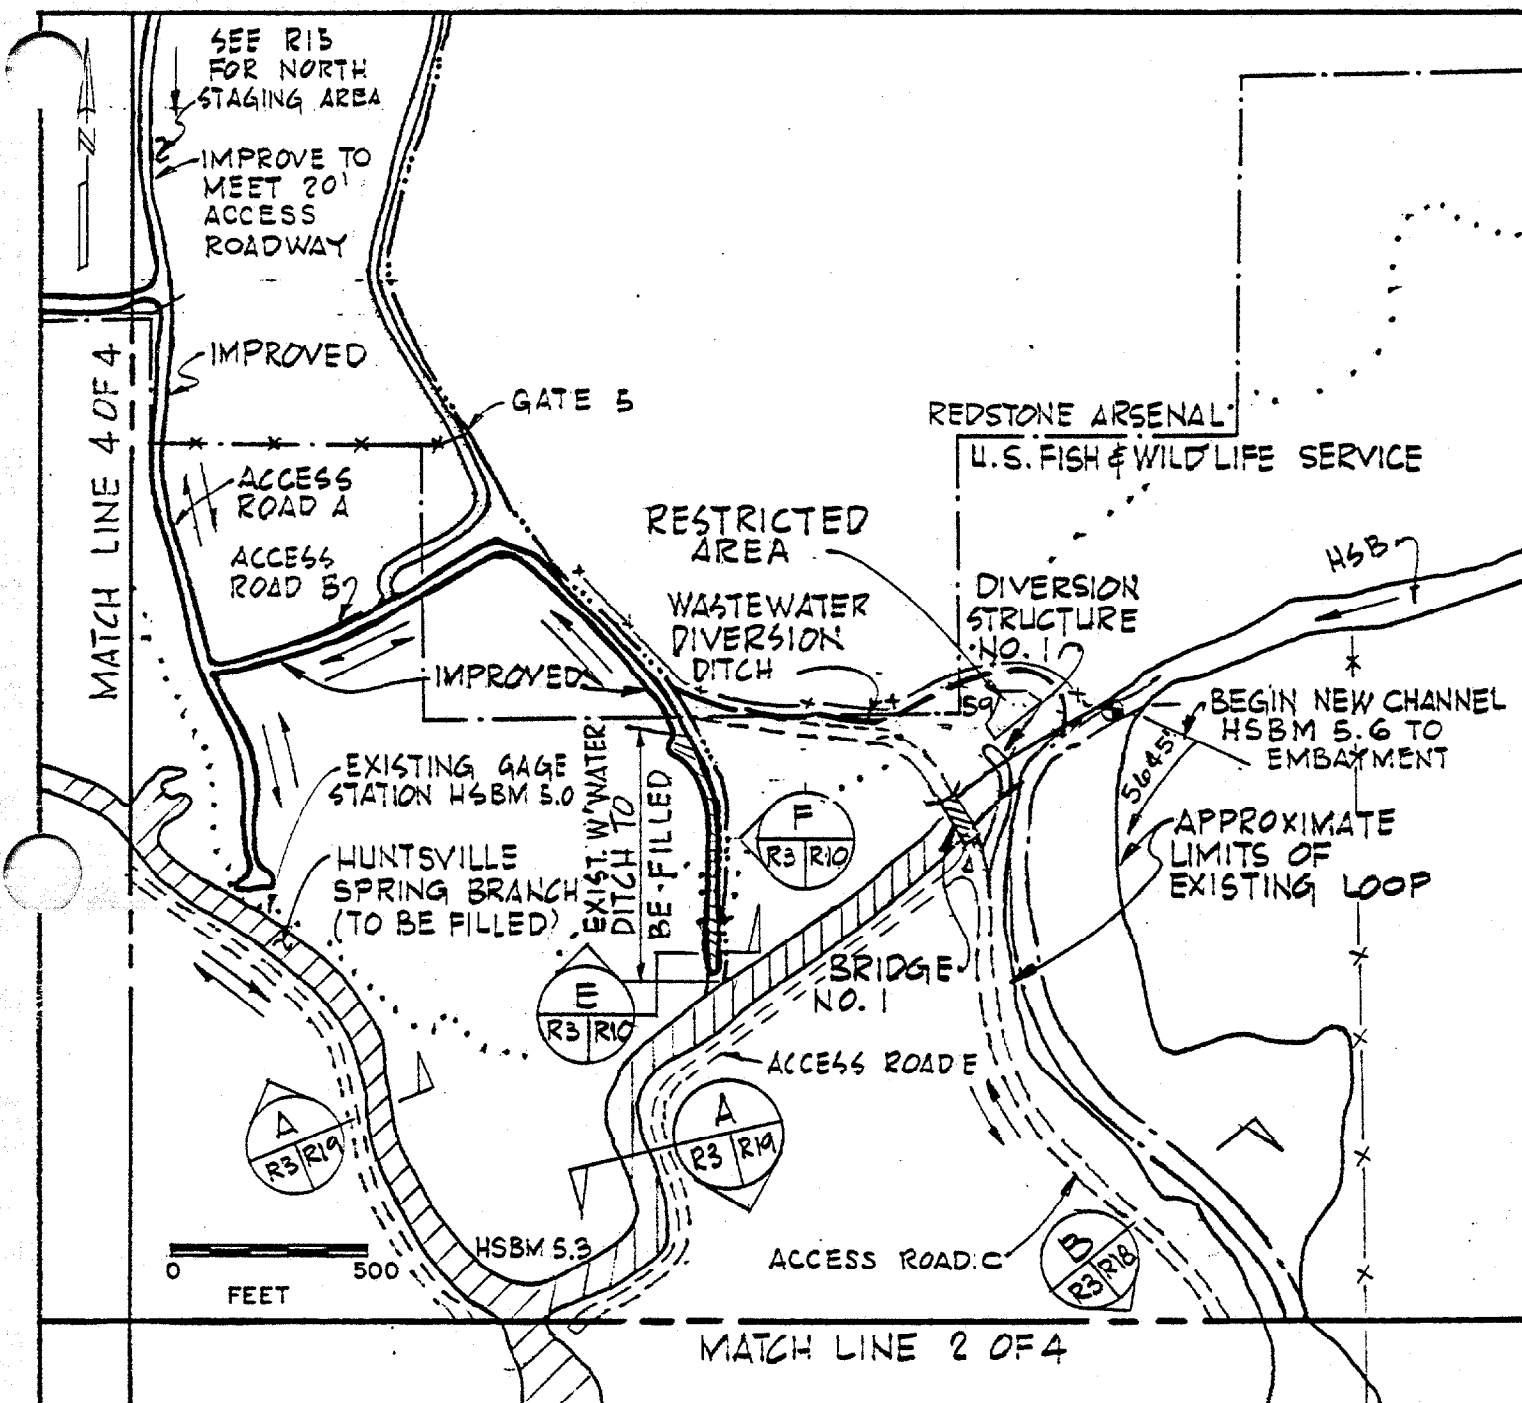 SEE R15
FOR NORTH
STAGING AREA
N
IMPROVE TO
MEET 20'
ACCESS
ROADWAY
MATCH LINE 4 OF 4
IMPROVED
GATE 5
REDSTONE ARSENAL
U.S. FISH & WILDLIFE SERVICE
ACCESS
ROAD A
ACCESS
ROAD B
RESTRICTED
AREA
HSB
DIVERSION
STRUCTURE
NO. 1
WASTEWATER
DIVERSION
DITCH
IMPROVED
59
BEGIN NEW CHANNEL
HSBM 5.6 TO
EMBAYMENT
5645'
EXISTING GAGE
STATION HSBM 5.0
EXIST. W'WATER
DITCH TO
BE FILLED
F
R3 R10
APPROXIMATE
LIMITS OF
EXISTING LOOP
HUNTSVILLE
SPRING BRANCH
(TO BE FILLED)
BRIDGE
NO. 1
E
R3 R10
ACCESS ROAD E
A
R3 R19
A
R3 R19
HSBM 5.3
ACCESS ROAD C
B
R3 R18
0 500
FEET
MATCH LINE 2 OF 4